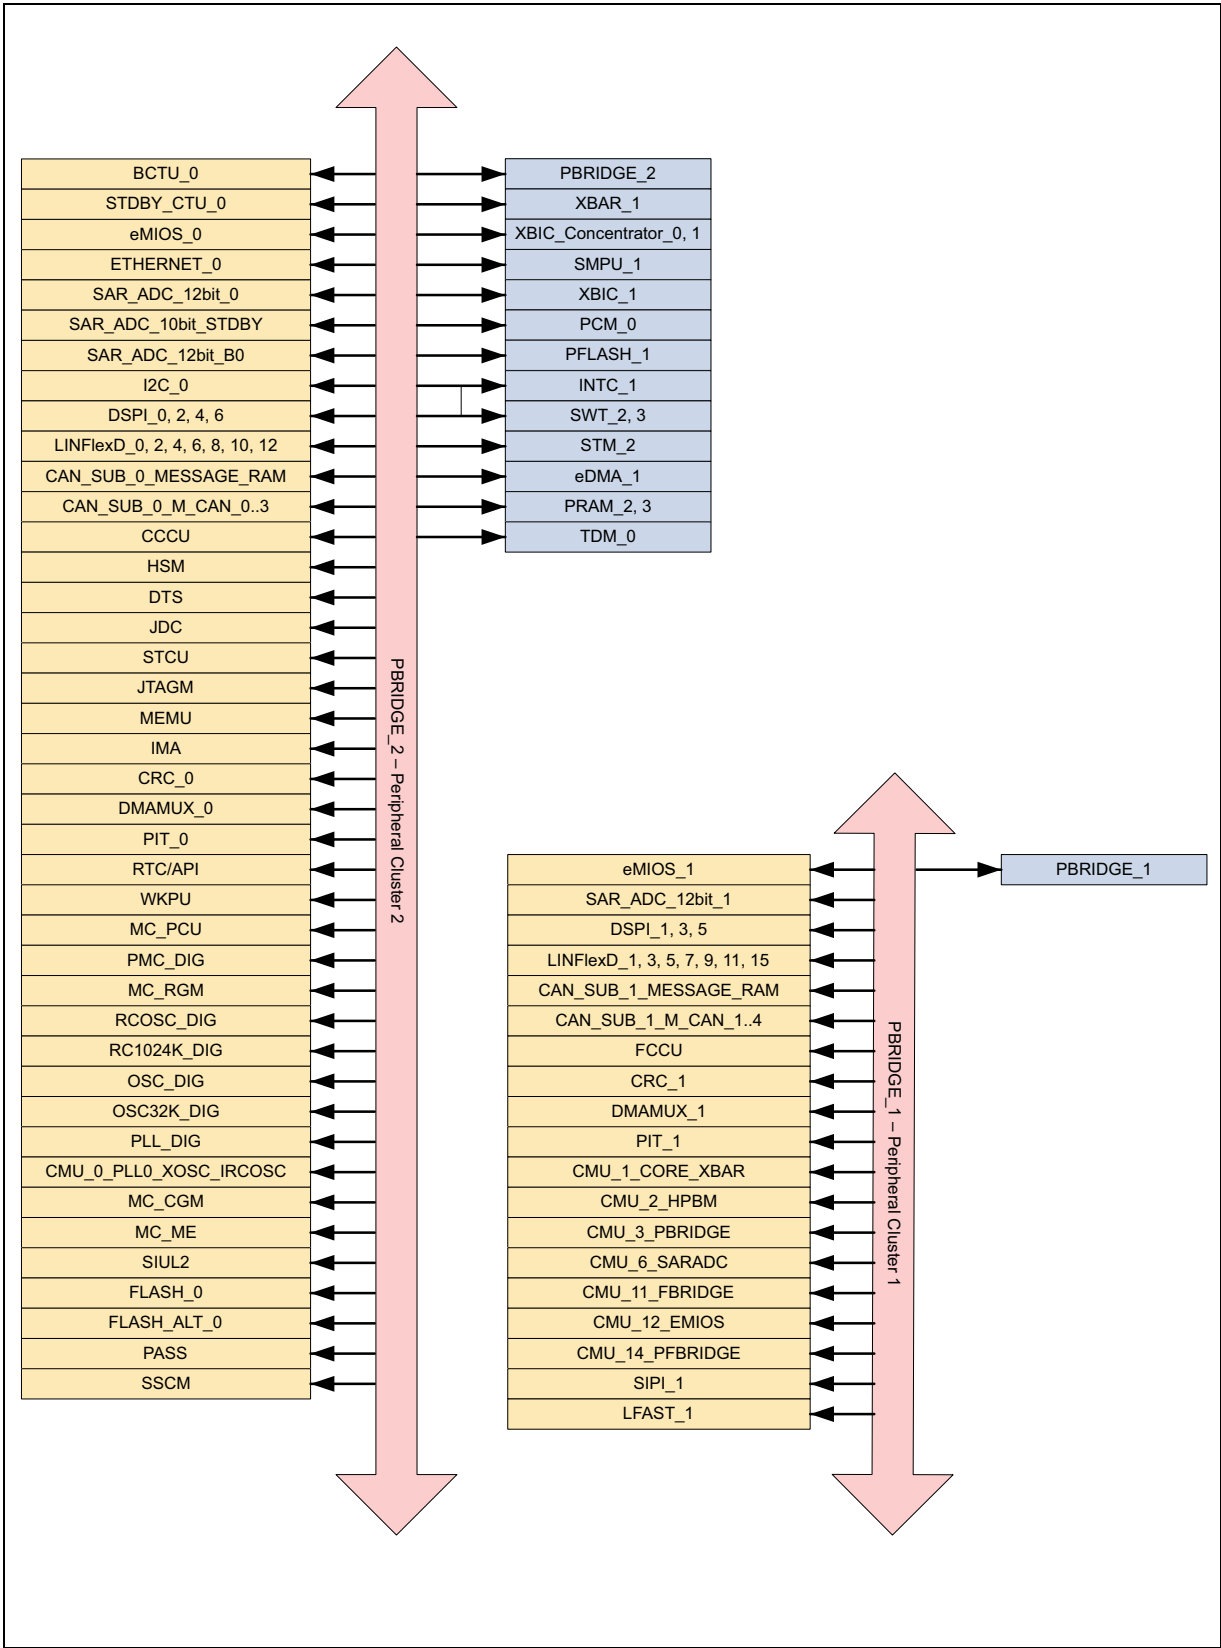 BCTU_0
STDBY_CTU_0
eMIOS_0
ETHERNET_0
SAR_ADC_12bit_0
SAR_ADC_10bit_STDBY
SAR_ADC_12bit_B0
I2C_0
DSPI_0, 2, 4, 6
LINFlexD_0, 2, 4, 6, 8, 10, 12
CAN_SUB_0_MESSAGE_RAM
CAN_SUB_0_M_CAN_0..3
CCCU
HSM
DTS
JDC
STCU
JTAGM
MEMU
IMA
CRC_0
DMAMUX_0
PIT_0
RTC/API
WKPU
MC_PCU
PMC_DIG
MC_RGM
RCOSC_DIG
RC1024K_DIG
OSC_DIG
OSC32K_DIG
PLL_DIG
CMU_0_PLL0_XOSC_IRCOSC
MC_CGM
MC_ME
SIUL2
FLASH_0
FLASH_ALT_0
PASS
SSCM
PBRIDGE_2 – Peripheral Cluster 2
PBRIDGE_2
XBAR_1
XBIC_Concentrator_0, 1
SMPU_1
XBIC_1
PCM_0
PFLASH_1
INTC_1
SWT_2, 3
STM_2
eDMA_1
PRAM_2, 3
TDM_0
eMIOS_1
SAR_ADC_12bit_1
DSPI_1, 3, 5
LINFlexD_1, 3, 5, 7, 9, 11, 15
CAN_SUB_1_MESSAGE_RAM
CAN_SUB_1_M_CAN_1..4
FCCU
CRC_1
DMAMUX_1
PIT_1
CMU_1_CORE_XBAR
CMU_2_HPBM
CMU_3_PBRIDGE
CMU_6_SARADC
CMU_11_FBRIDGE
CMU_12_EMIOS
CMU_14_PFBRIDGE
SIPI_1
LFAST_1
PBRIDGE_1 – Peripheral Cluster 1
PBRIDGE_1